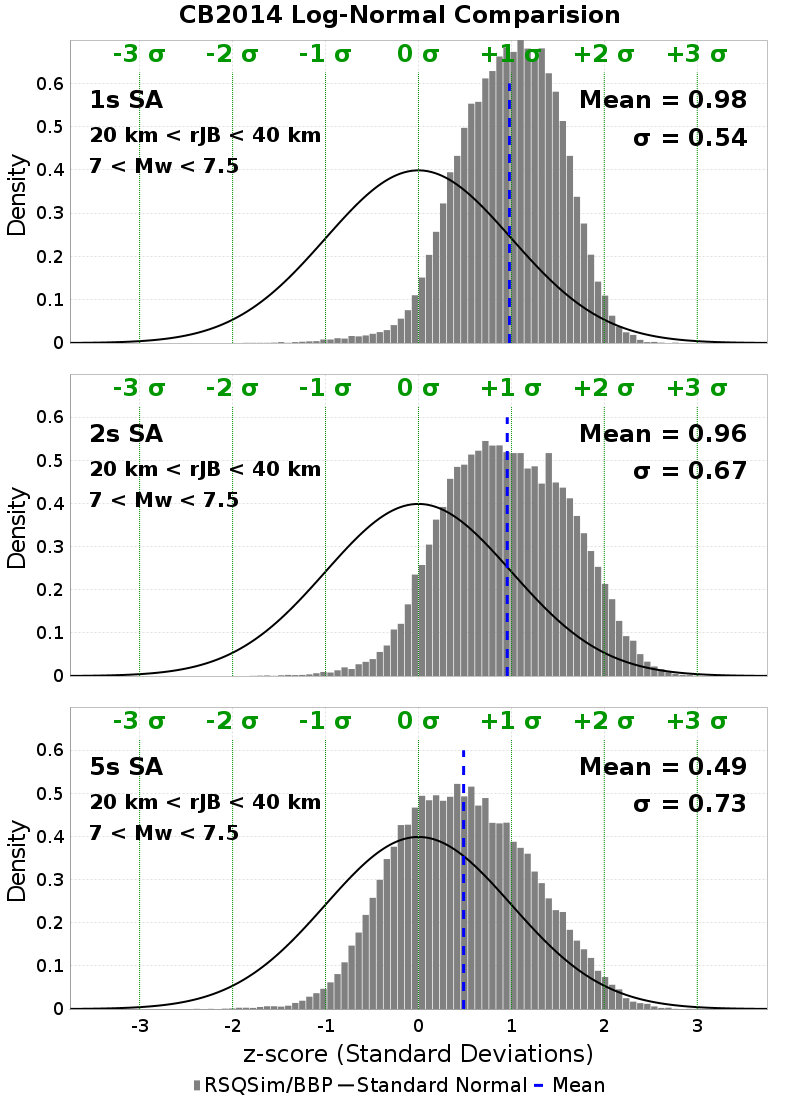 CB2014 Log-Normal Comparision
-3 σ -2 σ -1 σ 0 σ +1 σ +2 σ +3 σ
1s SA
20 km < rJB < 40 km
7 < Mw < 7.5
Mean = 0.98
σ = 0.54
Density
0.6
0.5
0.4
0.3
0.2
0.1
0
-3 σ -2 σ -1 σ 0 σ +1 σ +2 σ +3 σ
2s SA
20 km < rJB < 40 km
7 < Mw < 7.5
Mean = 0.96
σ = 0.67
Density
0.6
0.5
0.4
0.3
0.2
0.1
0
-3 σ -2 σ -1 σ 0 σ +1 σ +2 σ +3 σ
5s SA
20 km < rJB < 40 km
7 < Mw < 7.5
Mean = 0.49
σ = 0.73
Density
0.6
0.5
0.4
0.3
0.2
0.1
0
-3 -2 -1 0 1 2 3
z-score (Standard Deviations)
RSQSim/BBP Standard Normal Mean